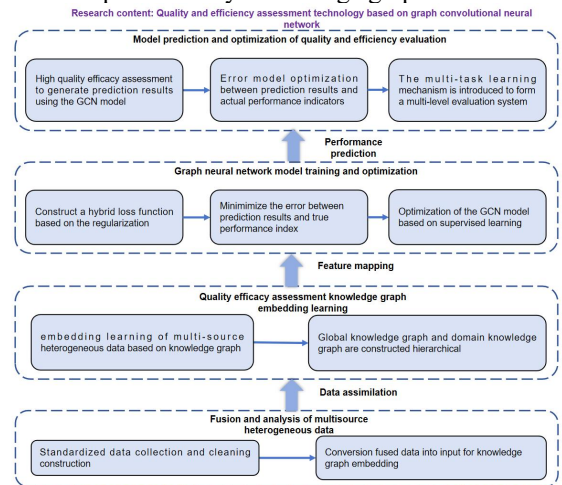 Research content: Quality and efficiency assessment technology based on graph convolutional neural
network
Model prediction and optimization of quality and efficiency evaluation
High quality efficacy assessment
to generate prediction results
using the GCN model
Error model optimization
between prediction results and
actual performance indicators
The multi-task learning
mechanism is introduced to form
a multi-level evaluation system
Performance
prediction
Graph neural network model training and optimization
Construct a hybrid loss function
based on the regularization
Minimimize the error between
prediction results and true
performance index
Optimization of the GCN model
based on supervised learning
Feature mapping
Quality efficacy assessment knowledge graph
embedding learning
embedding learning of multi-source
heterogeneous data based on knowledge graph
Global knowledge graph and domain knowledge
graph are constructed hierarchical
Data assimilation
Fusion and analysis of multisource
heterogeneous data
Standardized data collection and cleaning
construction
Conversion fused data into input for knowledge
graph embedding